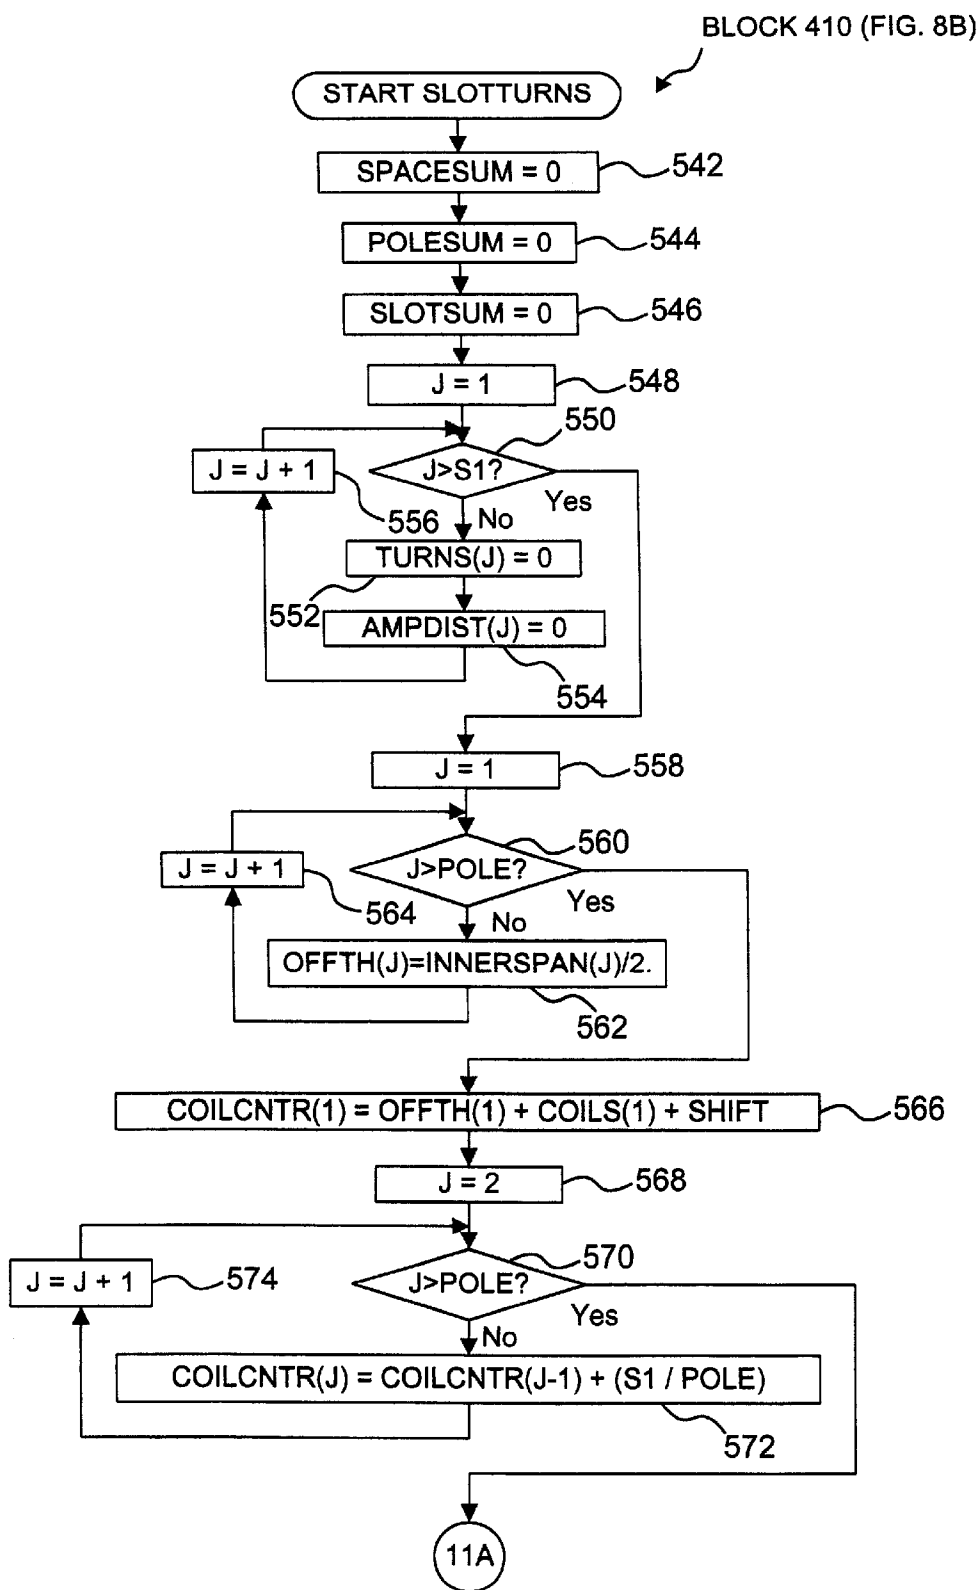 BLOCK 410 (FIG. 8B)
START SLOTTURNS
SPACESUM = 0
542
POLESUM = 0
544
SLOTSUM = 0
546
J = 1
548
550
J = J + 1
J>S1?
Yes
556
No
TURNS(J) = 0
552
AMPDIST(J) = 0
554
J = 1
558
560
J = J + 1
J>POLE?
Yes
564
No
OFFTH(J)=INNERSPAN(J)/2.
562
COILCNTR(1) = OFFTH(1) + COILS(1) + SHIFT
566
J = 2
568
570
J = J + 1
574
J>POLE?
Yes
No
COILCNTR(J) = COILCNTR(J-1) + (S1 / POLE)
572
11A